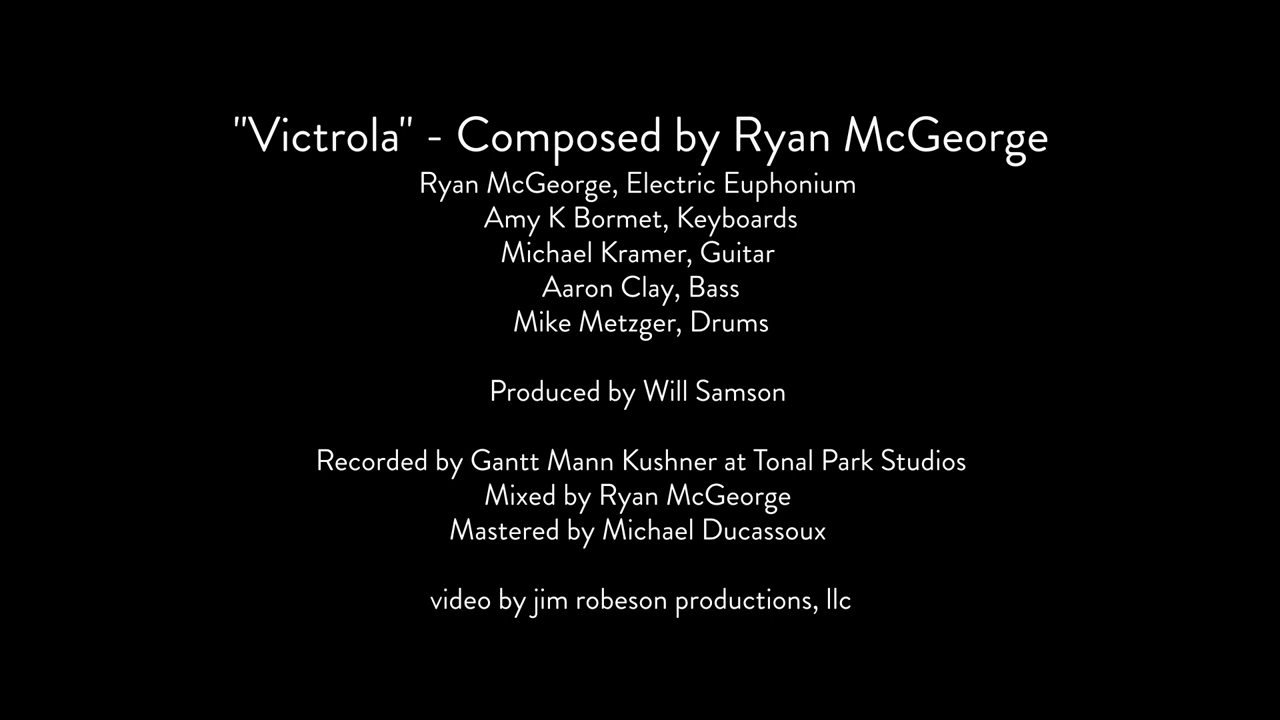 "Victrola" - Composed by Ryan McGeorge
Ryan McGeorge, Electric Euphonium
Amy K Bormet, Keyboards
Michael Kramer, Guitar
Aaron Clay, Bass
Mike Metzger, Drums
Produced by Will Samson
Recorded by Gantt Mann Kushner at Tonal Park Studios
Mixed by Ryan McGeorge
Mastered by Michael Ducassoux
video by jim robeson productions, llc